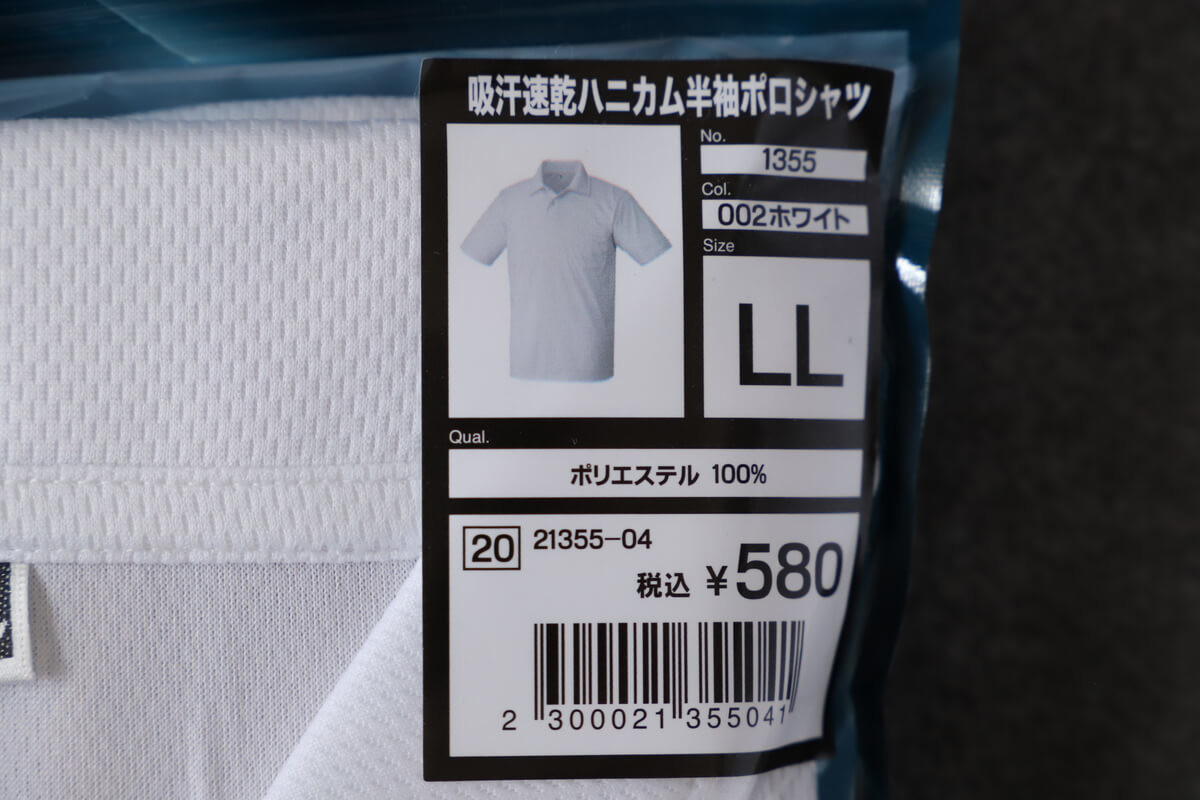 吸汗速乾ハニカム半袖ポロシャツ
No.
1355
Col.
002ホワイト
Size
LL
Qual.
ポリエステル 100%
20 21355-04
税込 ¥580
2 300021 355041